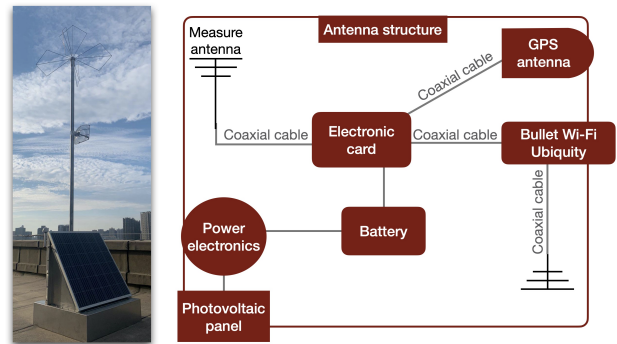 Measure
antenna
Antenna structure
GPS
antenna
Coaxial cable
Coaxial cable
Electronic
card
Coaxial cable
Bullet Wi-Fi
Ubiquity
Coaxial cable
Power
electronics
Battery
Photovoltaic
panel